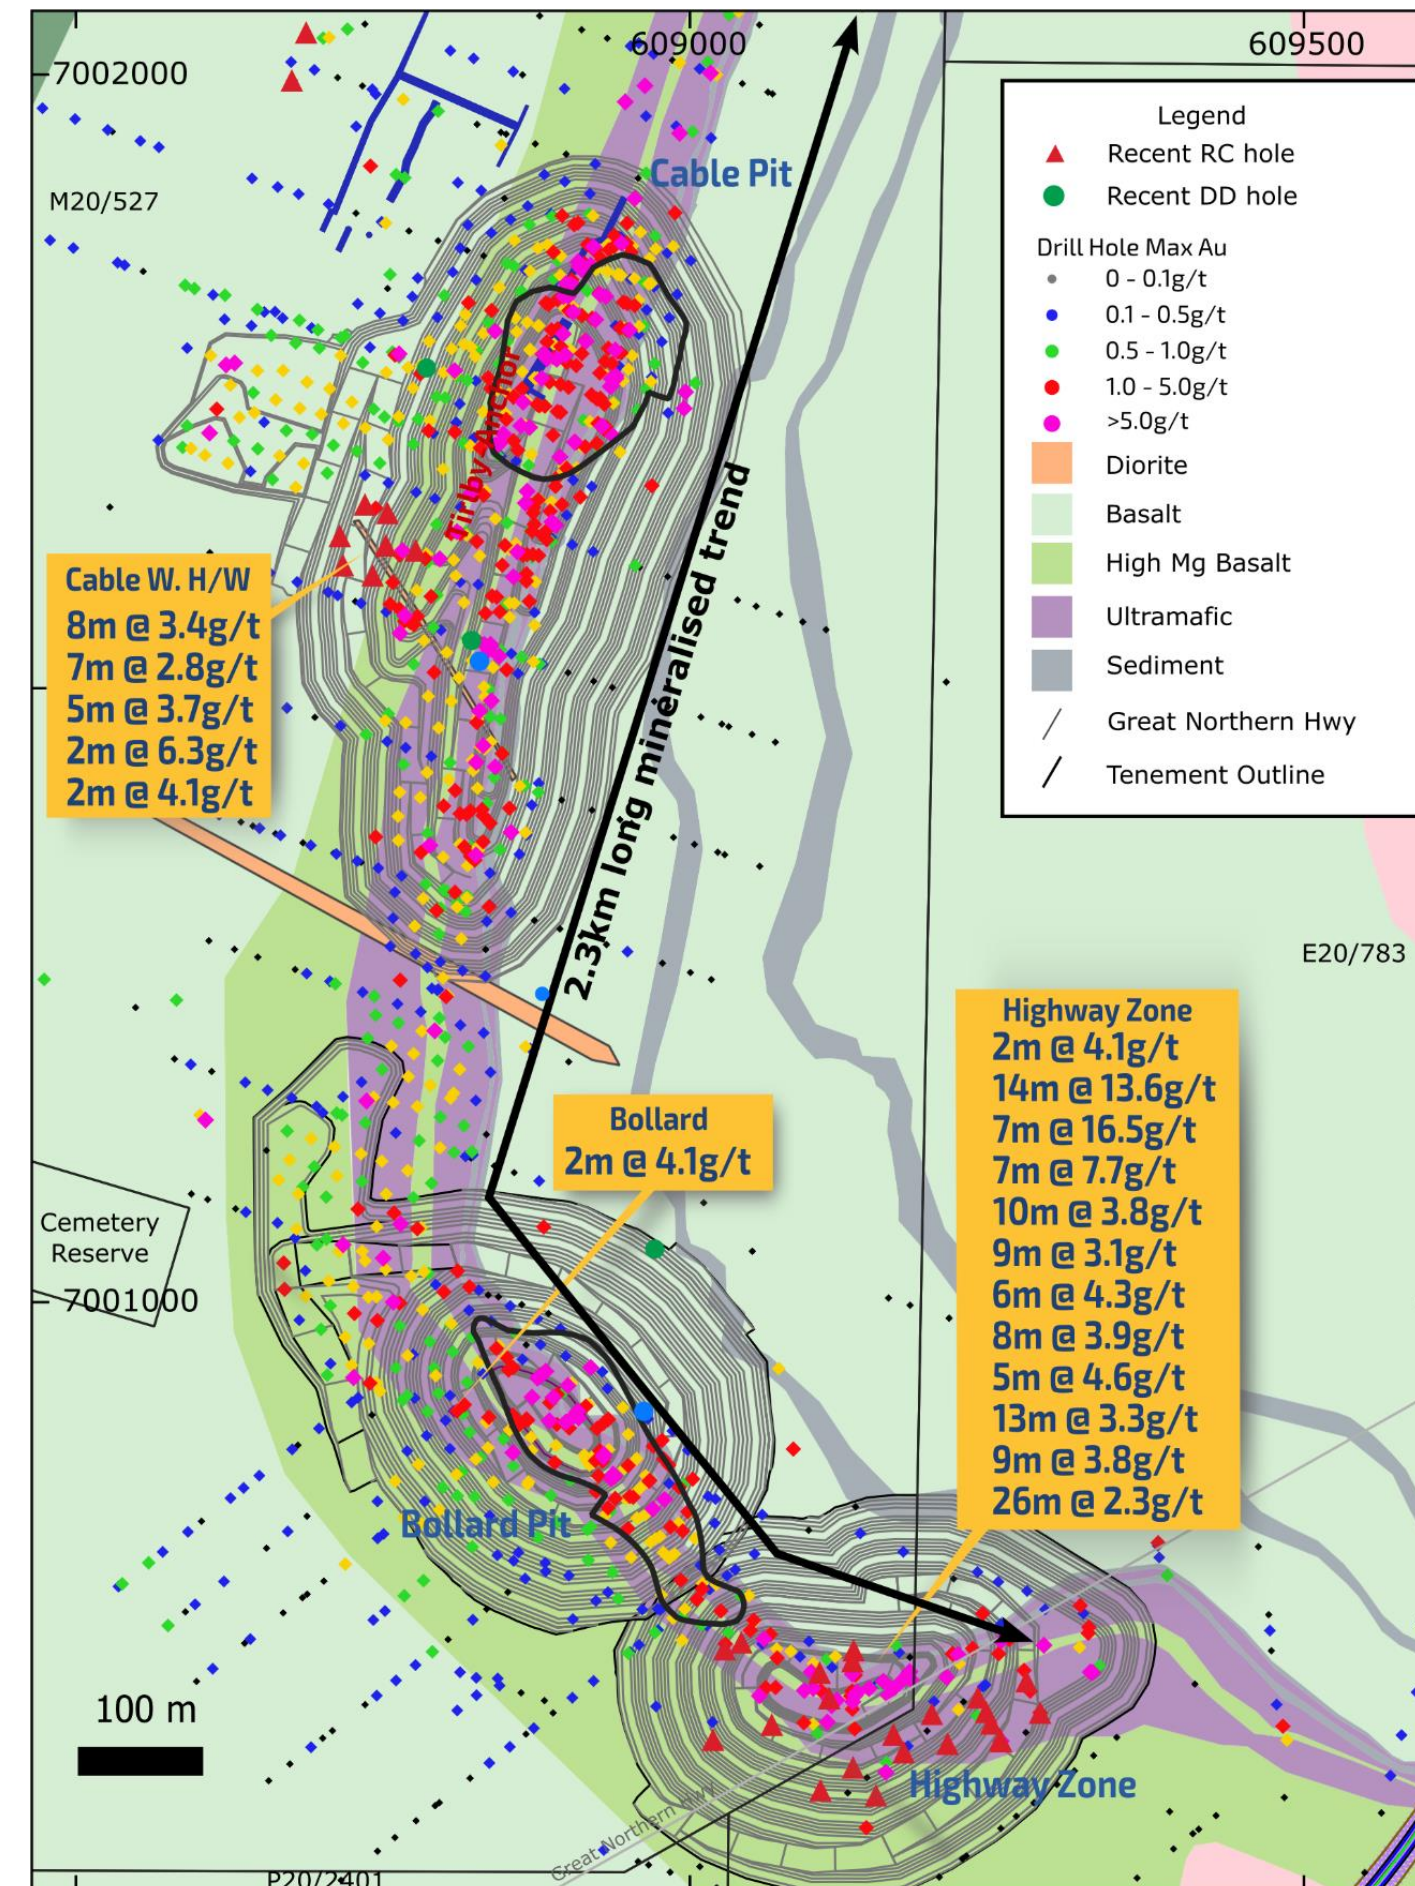 609000
609500
7002000
M20/527
Cable Pit
Legend
Recent RC hole
Recent DD hole
Drill Hole Max Au
0 - 0.1g/t
0.1 - 0.5g/t
0.5 - 1.0g/t
1.0 - 5.0g/t
>5.0g/t
Diorite
Basalt
High Mg Basalt
Ultramafic
Sediment
Great Northern Hwy
Tenement Outline
Tirlby Anchor
2.3km long mineralised trend
Cable W. H/W
8m @ 3.4g/t
7m @ 2.8g/t
5m @ 3.7g/t
2m @ 6.3g/t
2m @ 4.1g/t
E20/783
Highway Zone
2m @ 4.1g/t
14m @ 13.6g/t
7m @ 16.5g/t
7m @ 7.7g/t
10m @ 3.8g/t
9m @ 3.1g/t
6m @ 4.3g/t
8m @ 3.9g/t
5m @ 4.6g/t
13m @ 3.3g/t
9m @ 3.8g/t
26m @ 2.3g/t
Bollard
2m @ 4.1g/t
Cemetery
Reserve
7001000
Bollard Pit
100 m
Highway Zone
Great Northern Hwy
P20/2401